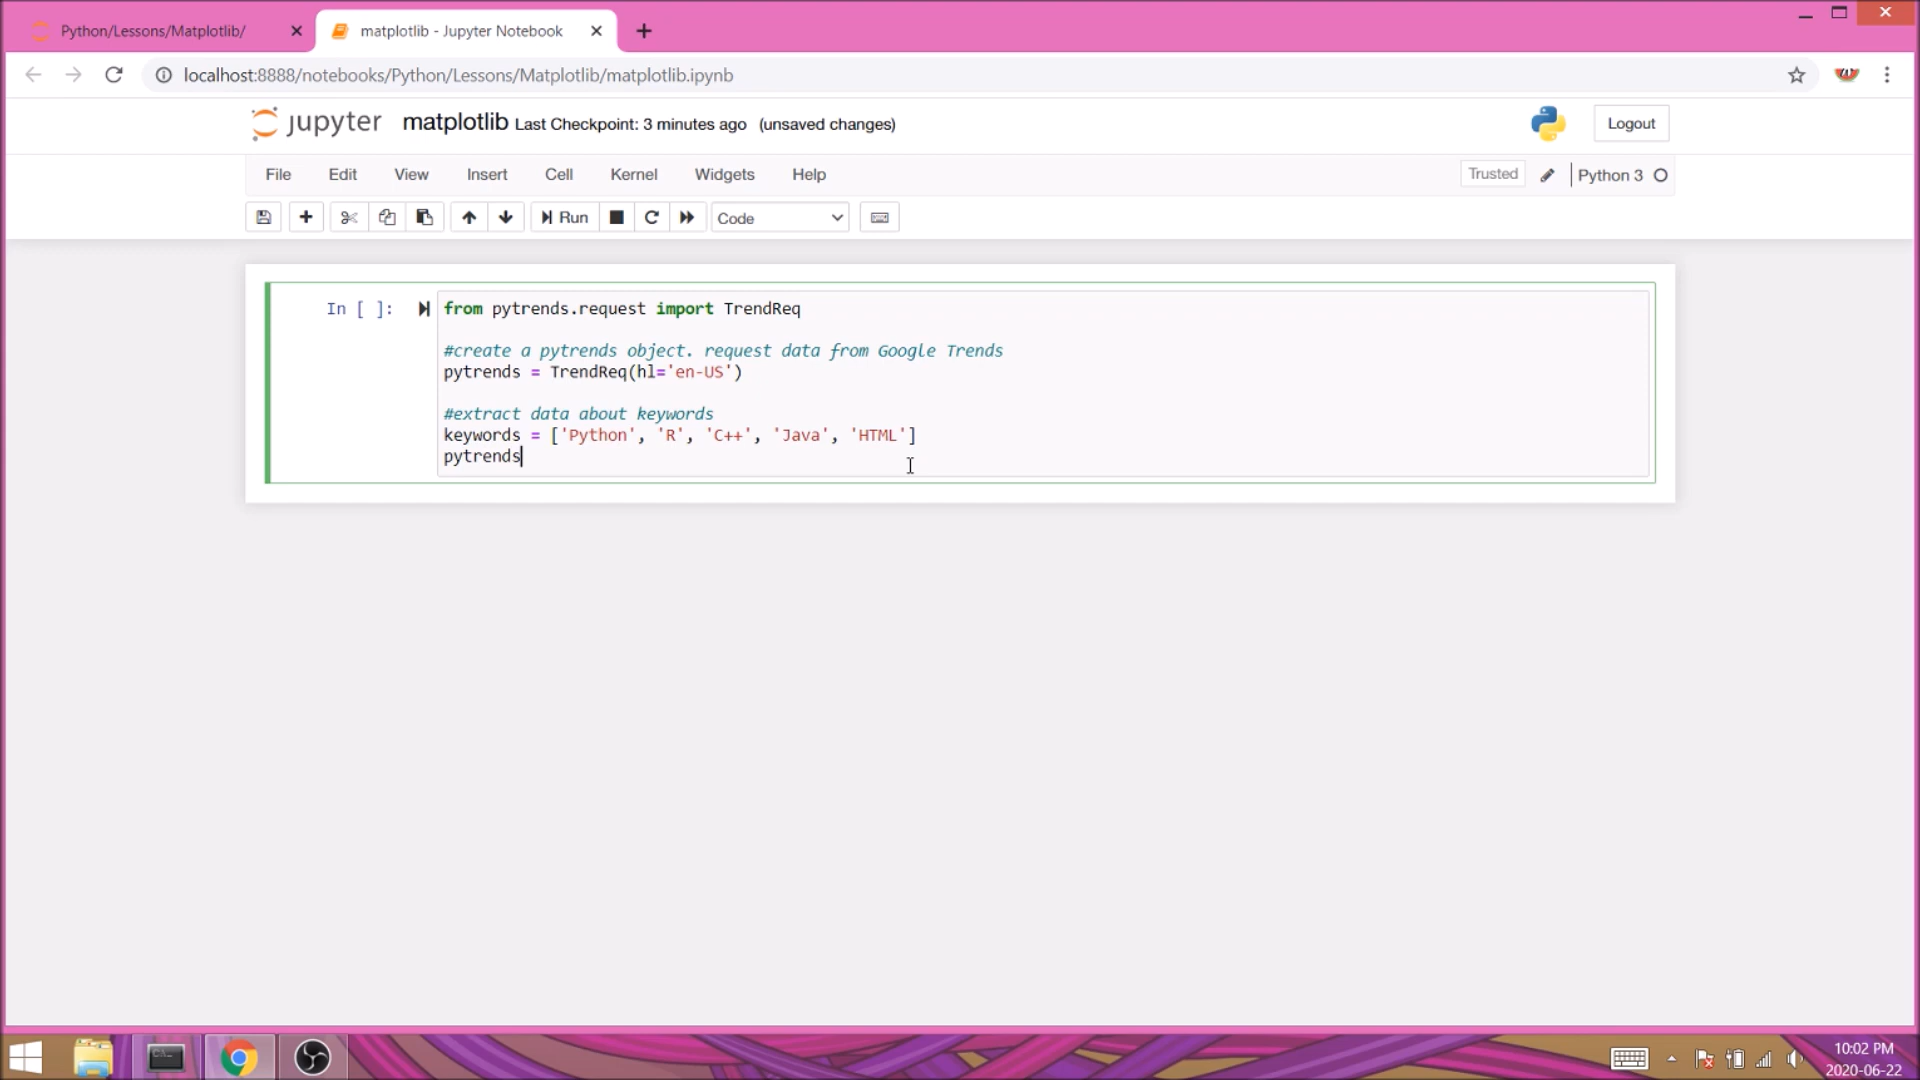 Python/Lessons/Matplotlib/
matplotlib - Jupyter Notebook
localhost:8888/notebooks/Python/Lessons/Matplotlib/matplotlib.ipynb
jupyter matplotlib Last Checkpoint: 3 minutes ago (unsaved changes)
Logout
File Edit View Insert Cell Kernel Widgets Help
Trusted Python 3
Run Code
In [ ]:
from pytrends.request import TrendReq
#create a pytrends object. request data from Google Trends
pytrends = TrendReq(hl='en-US')
#extract data about keywords
keywords = ['Python', 'R', 'C++', 'Java', 'HTML']
pytrends
10:02 PM
2020-06-22